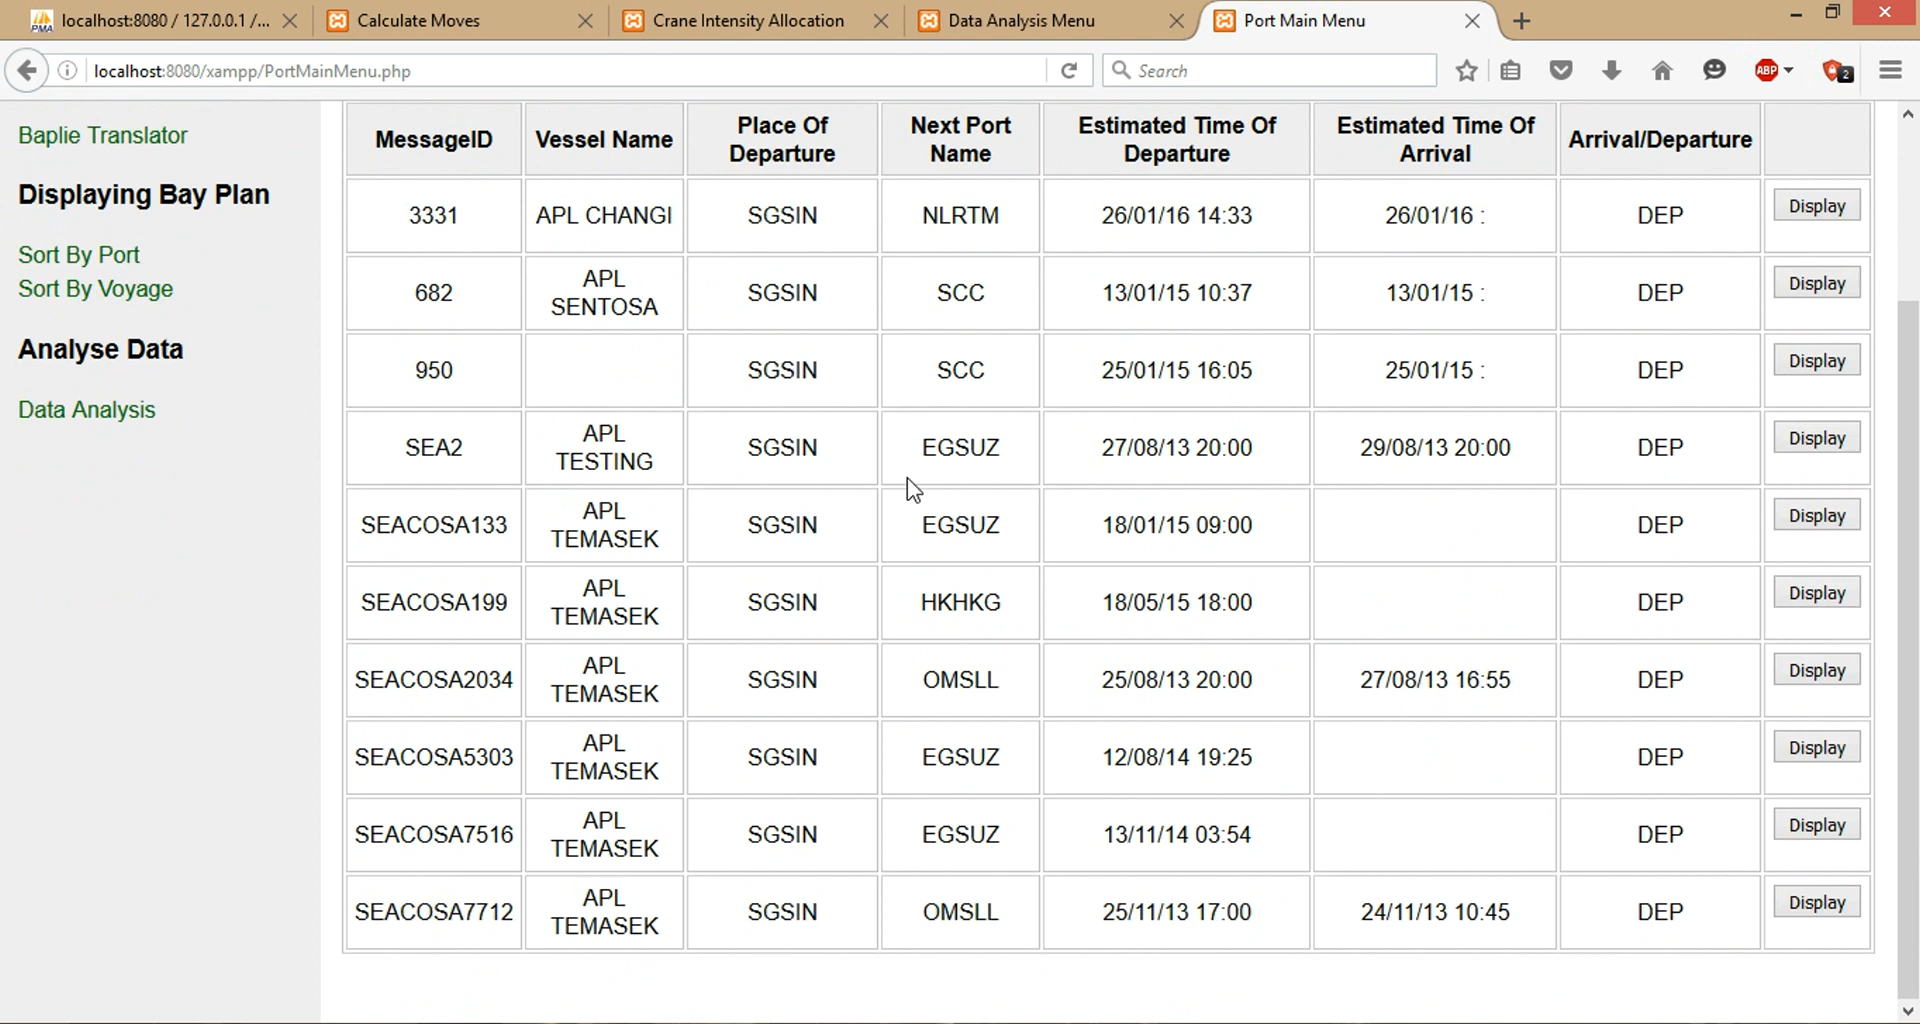 localhost:8080 / 127.0.0.1 /...
Calculate Moves
Crane Intensity Allocation
Data Analysis Menu
Port Main Menu
localhost:8080/xampp/PortMainMenu.php
Search
ABP
2
PMA
Baplie Translator
Displaying Bay Plan
Sort By Port
Sort By Voyage
Analyse Data
Data Analysis
MessageID Vessel Name Place Of Departure Next Port Name Estimated Time Of Departure Estimated Time Of Arrival Arrival/Departure
3331 APL CHANGI SGSIN NLRTM 26/01/16 14:33 26/01/16 : DEP Display
682 APL SENTOSA SGSIN SCC 13/01/15 10:37 13/01/15 : DEP Display
950 SGSIN SCC 25/01/15 16:05 25/01/15 : DEP Display
SEA2 APL TESTING SGSIN EGSUZ 27/08/13 20:00 29/08/13 20:00 DEP Display
SEACOSA133 APL TEMASEK SGSIN EGSUZ 18/01/15 09:00 DEP Display
SEACOSA199 APL TEMASEK SGSIN HKHKG 18/05/15 18:00 DEP Display
SEACOSA2034 APL TEMASEK SGSIN OMSLL 25/08/13 20:00 27/08/13 16:55 DEP Display
SEACOSA5303 APL TEMASEK SGSIN EGSUZ 12/08/14 19:25 DEP Display
SEACOSA7516 APL TEMASEK SGSIN EGSUZ 13/11/14 03:54 DEP Display
SEACOSA7712 APL TEMASEK SGSIN OMSLL 25/11/13 17:00 24/11/13 10:45 DEP Display